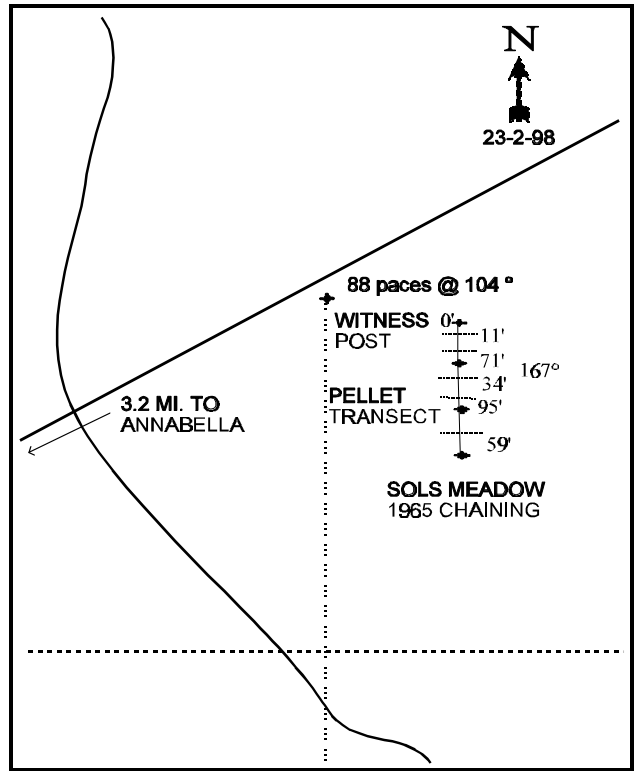 N
23-2-98
88 paces @ 104 °
WITNESS
POST
0'
11'
71'
167°
34'
PELLET
TRANSECT
95'
59'
3.2 MI. TO
ANNABELLA
SOLS MEADOW
1965 CHAINING